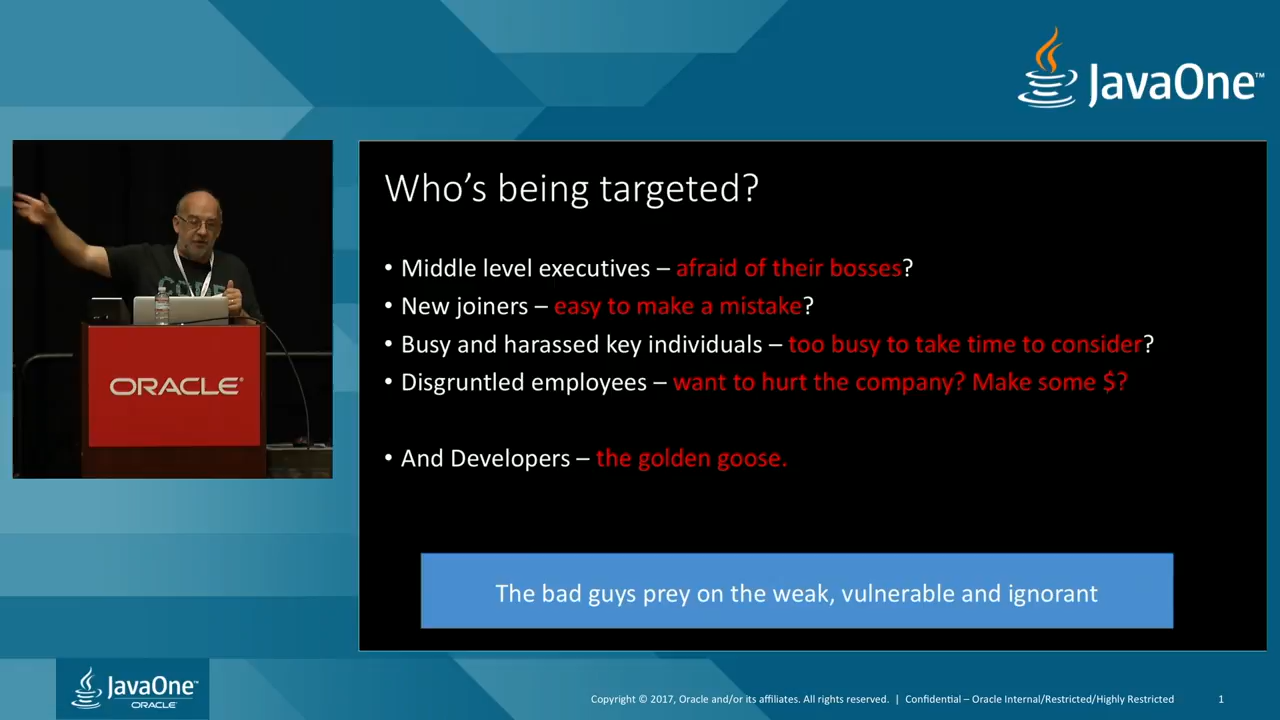 JavaOne™
Who's being targeted?
• Middle level executives – afraid of their bosses?
• New joiners – easy to make a mistake?
• Busy and harassed key individuals – too busy to take time to consider?
• Disgruntled employees – want to hurt the company? Make some $?
• And Developers – the golden goose.
The bad guys prey on the weak, vulnerable and ignorant
ORACLE®
JavaOne™
ORACLE®
Copyright © 2017, Oracle and/or its affiliates. All rights reserved. | Confidential – Oracle Internal/Restricted/Highly Restricted 1